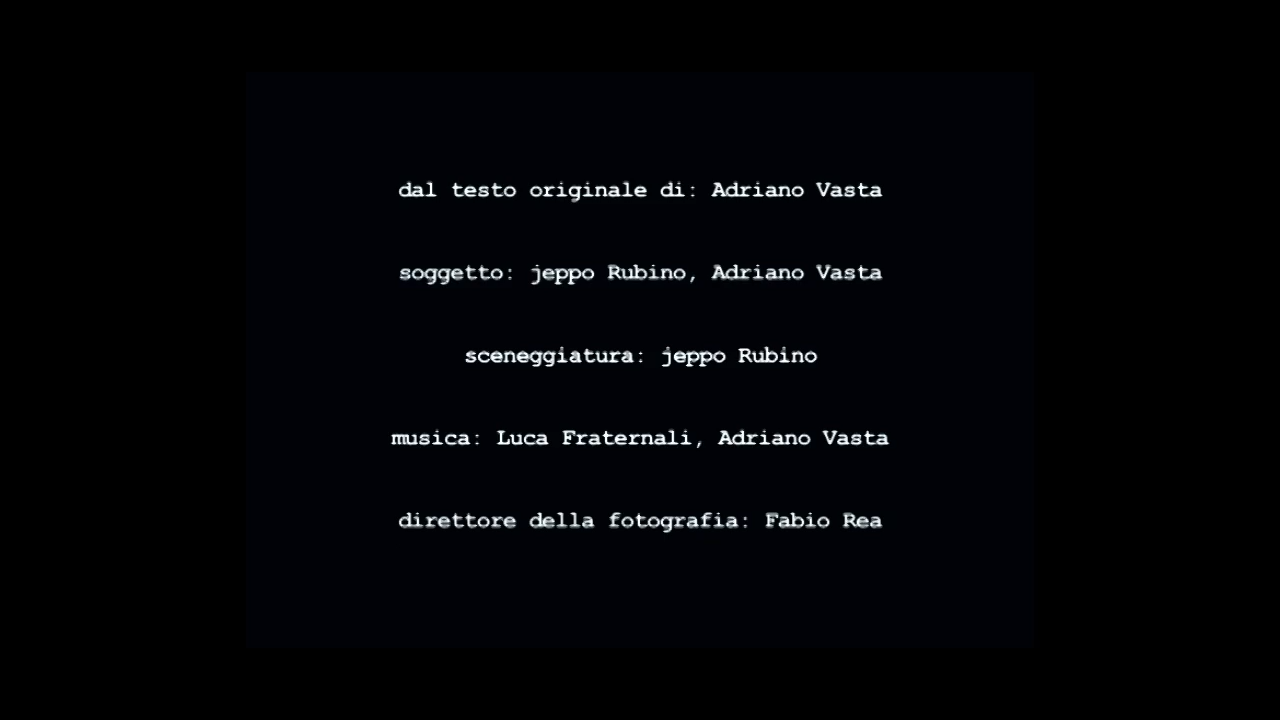 dal testo originale di: Adriano Vasta
soggetto: jeppo Rubino, Adriano Vasta
sceneggiatura: jeppo Rubino
musica: Luca Fraternali, Adriano Vasta
direttore della fotografia: Fabio Rea